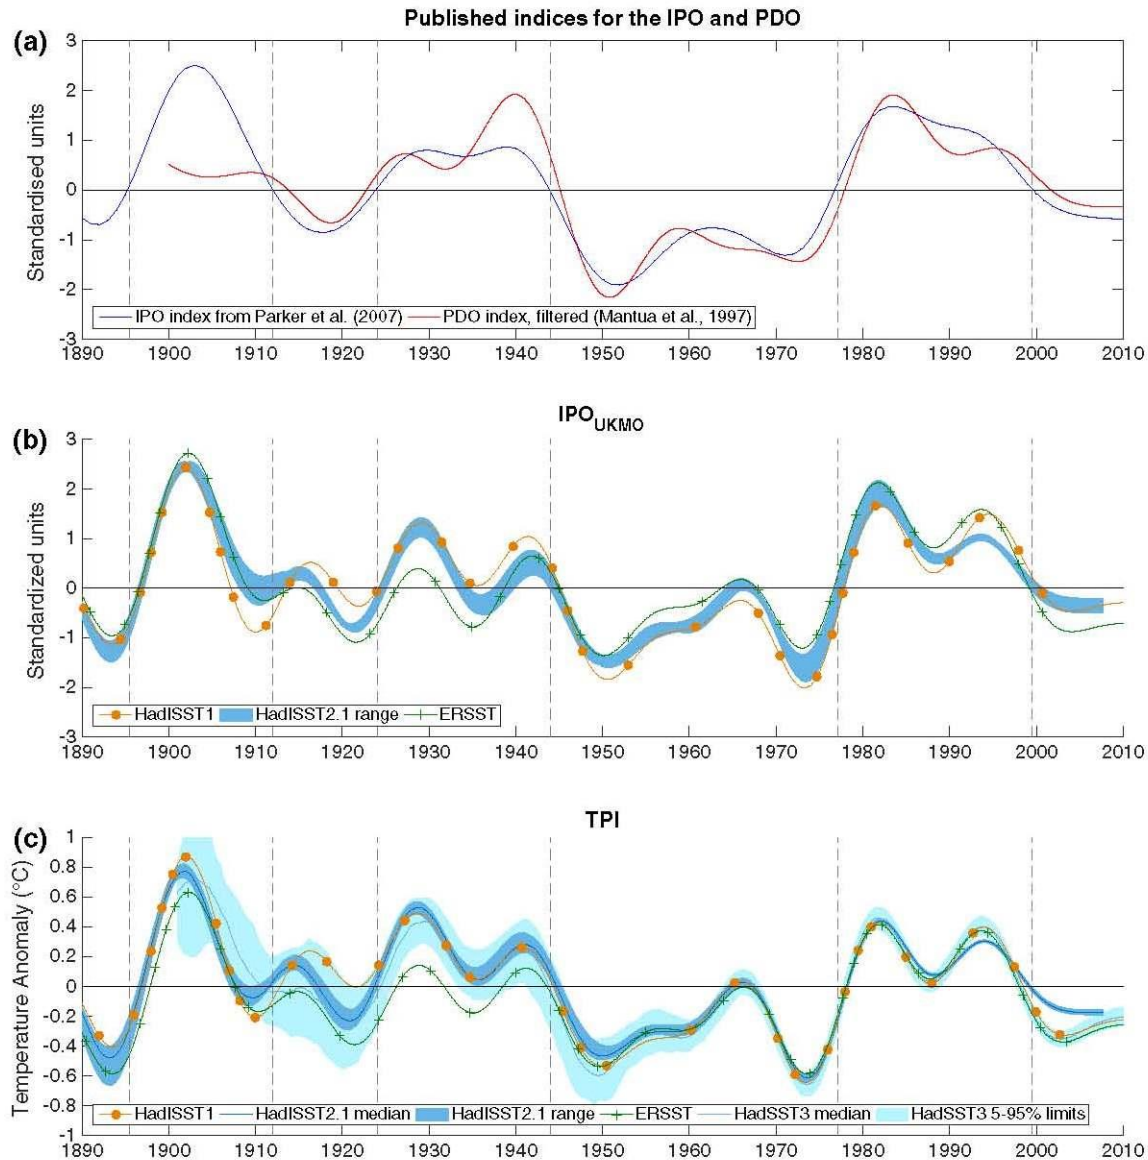 Published indices for the IPO and PDO
(a)
3
2
1
0
-1
-2
-3
Standardised units
IPO index from Parker et al. (2007) PDO index, filtered (Mantua et al., 1997)
1890 1900 1910 1920 1930 1940 1950 1960 1970 1980 1990 2000 2010
IPO UKMO
(b)
3
2
1
0
-1
-2
-3
Standardized units
HadISST1 HadISST2.1 range ERSST
1890 1900 1910 1920 1930 1940 1950 1960 1970 1980 1990 2000 2010
TPI
(c)
1
0.8
0.6
0.4
0.2
0
-0.2
-0.4
-0.6
-0.8
-1
Temperature Anomaly (°C)
HadISST1 HadISST2.1 median HadISST2.1 range ERSST HadSST3 median HadSST3 5-95% limits
1890 1900 1910 1920 1930 1940 1950 1960 1970 1980 1990 2000 2010